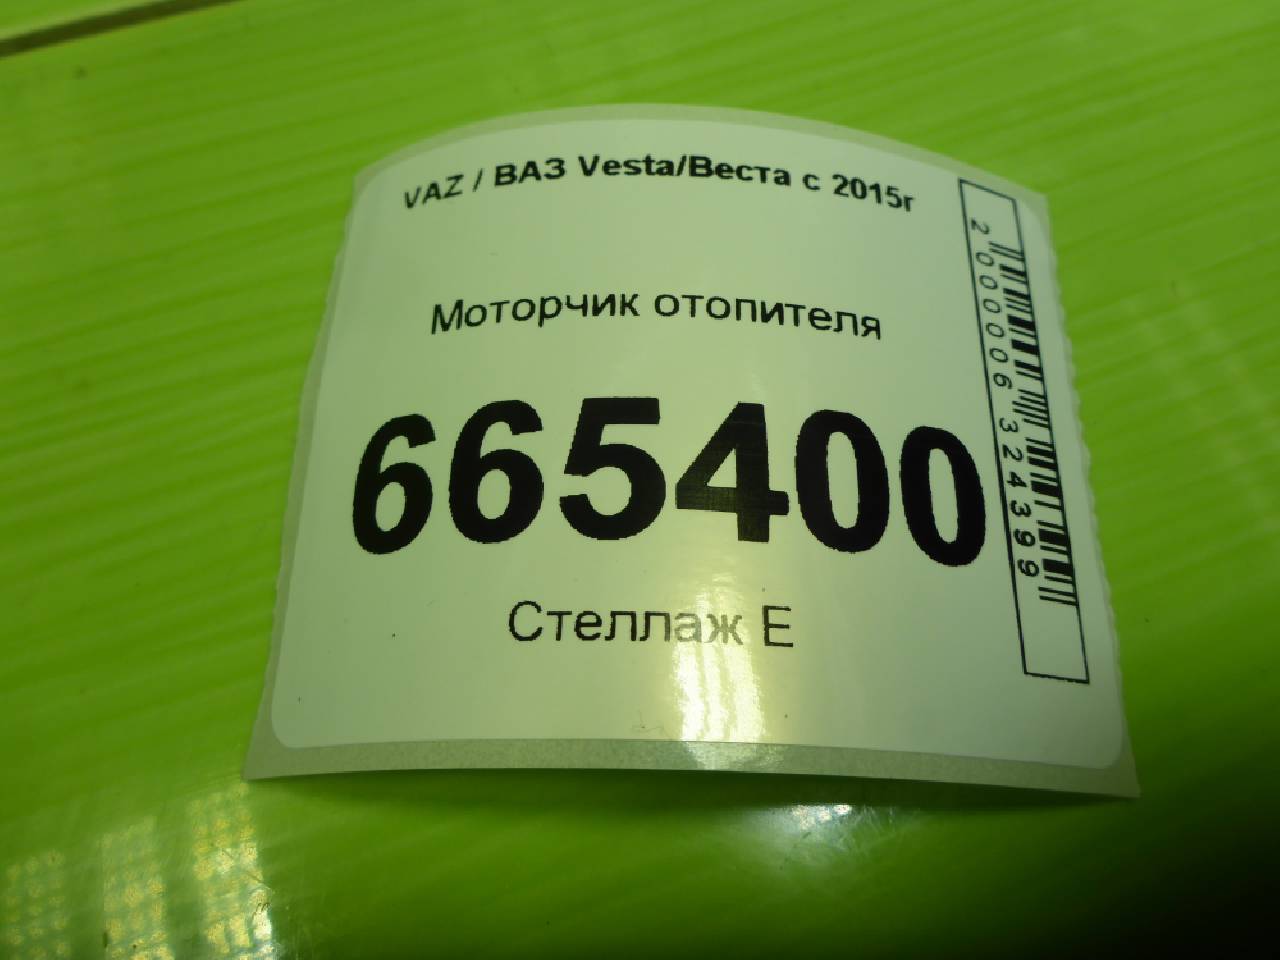 VAZ / ВАЗ Vesta/Веста с 2015г
Моторчик отопителя
665400
Стеллаж Е
2000006324399